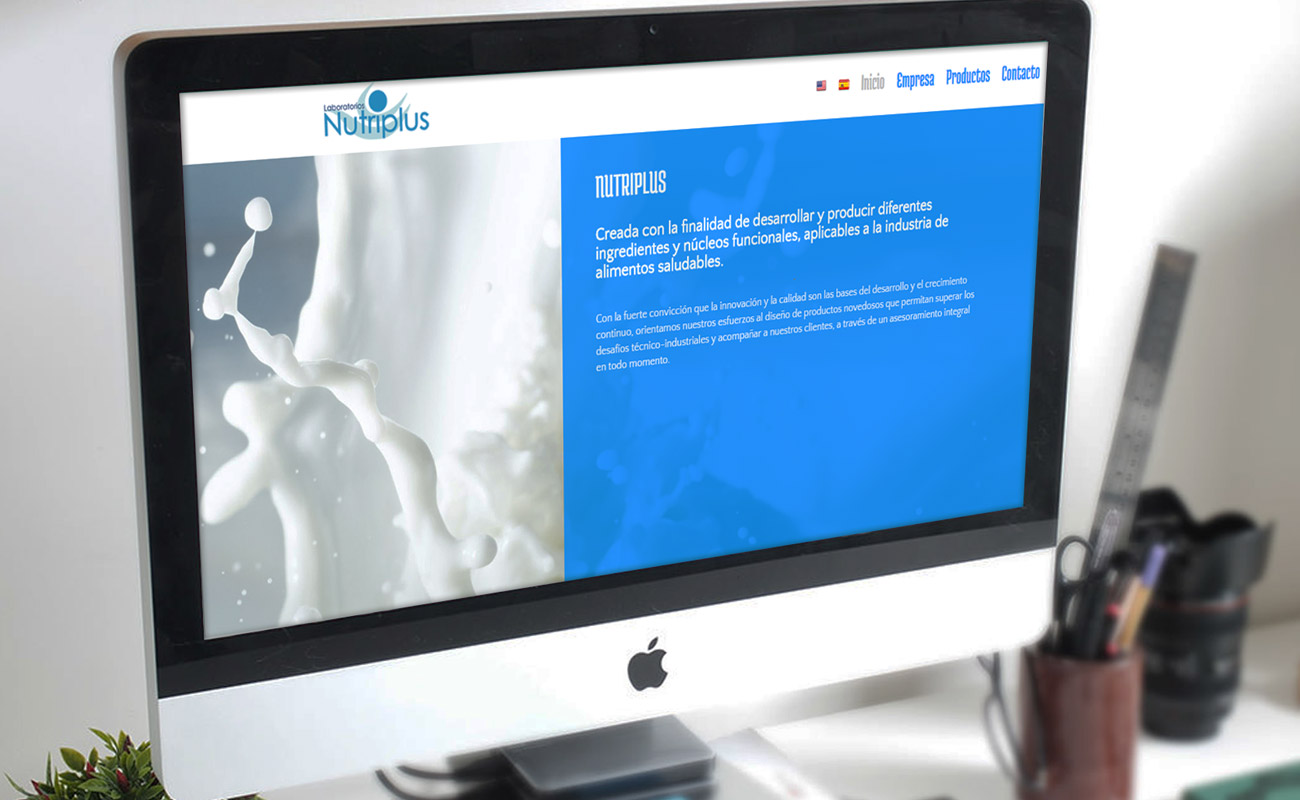 Laboratorios
Nutriplus
Inicio Empresa Productos Contacto
NUTRIPLUS
Creada con la finalidad de desarrollar y producir diferentes
ingredientes y núcleos funcionales, aplicables a la industria de
alimentos saludables.
Con la fuerte convicción que la innovación y la calidad son las bases del desarrollo y el crecimiento
continuo, orientamos nuestros esfuerzos al diseño de productos novedosos que permitan superar los
desafíos técnico-industriales y acompañar a nuestros clientes, a través de un asesoramiento integral
en todo momento.